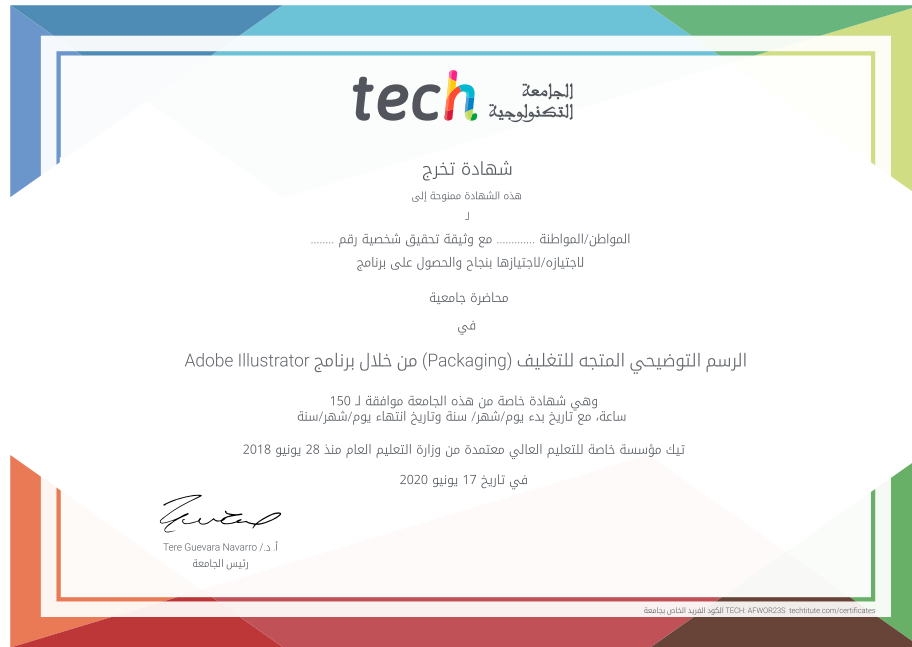 tech الجامعة
التكنولوجية
شهادة تخرج
هذه الشهادة ممنوحة إلى
لـ
المواطن/المواطنة ............. مع وثيقة تحقيق شخصية رقم ........
لاجتيازه/لاجتيازها بنجاح والحصول على برنامج
محاضرة جامعية
في
الرسم التوضيحي المتجه للتغليف (Packaging) من خلال برنامج Adobe Illustrator
وهي شهادة خاصة من هذه الجامعة موافقة لـ 150
ساعة، مع تاريخ بدء يوم/شهر/ سنة وتاريخ انتهاء يوم/شهر/سنة
تيك مؤسسة خاصة للتعليم العالي معتمدة من وزارة التعليم العام منذ 28 يونيو 2018
في تاريخ 17 يونيو 2020
أ. د./ Tere Guevara Navarro
رئيس الجامعة
الكود الفريد الخاص بجامعة TECH: AFWOR23S techtitute.com/certificates